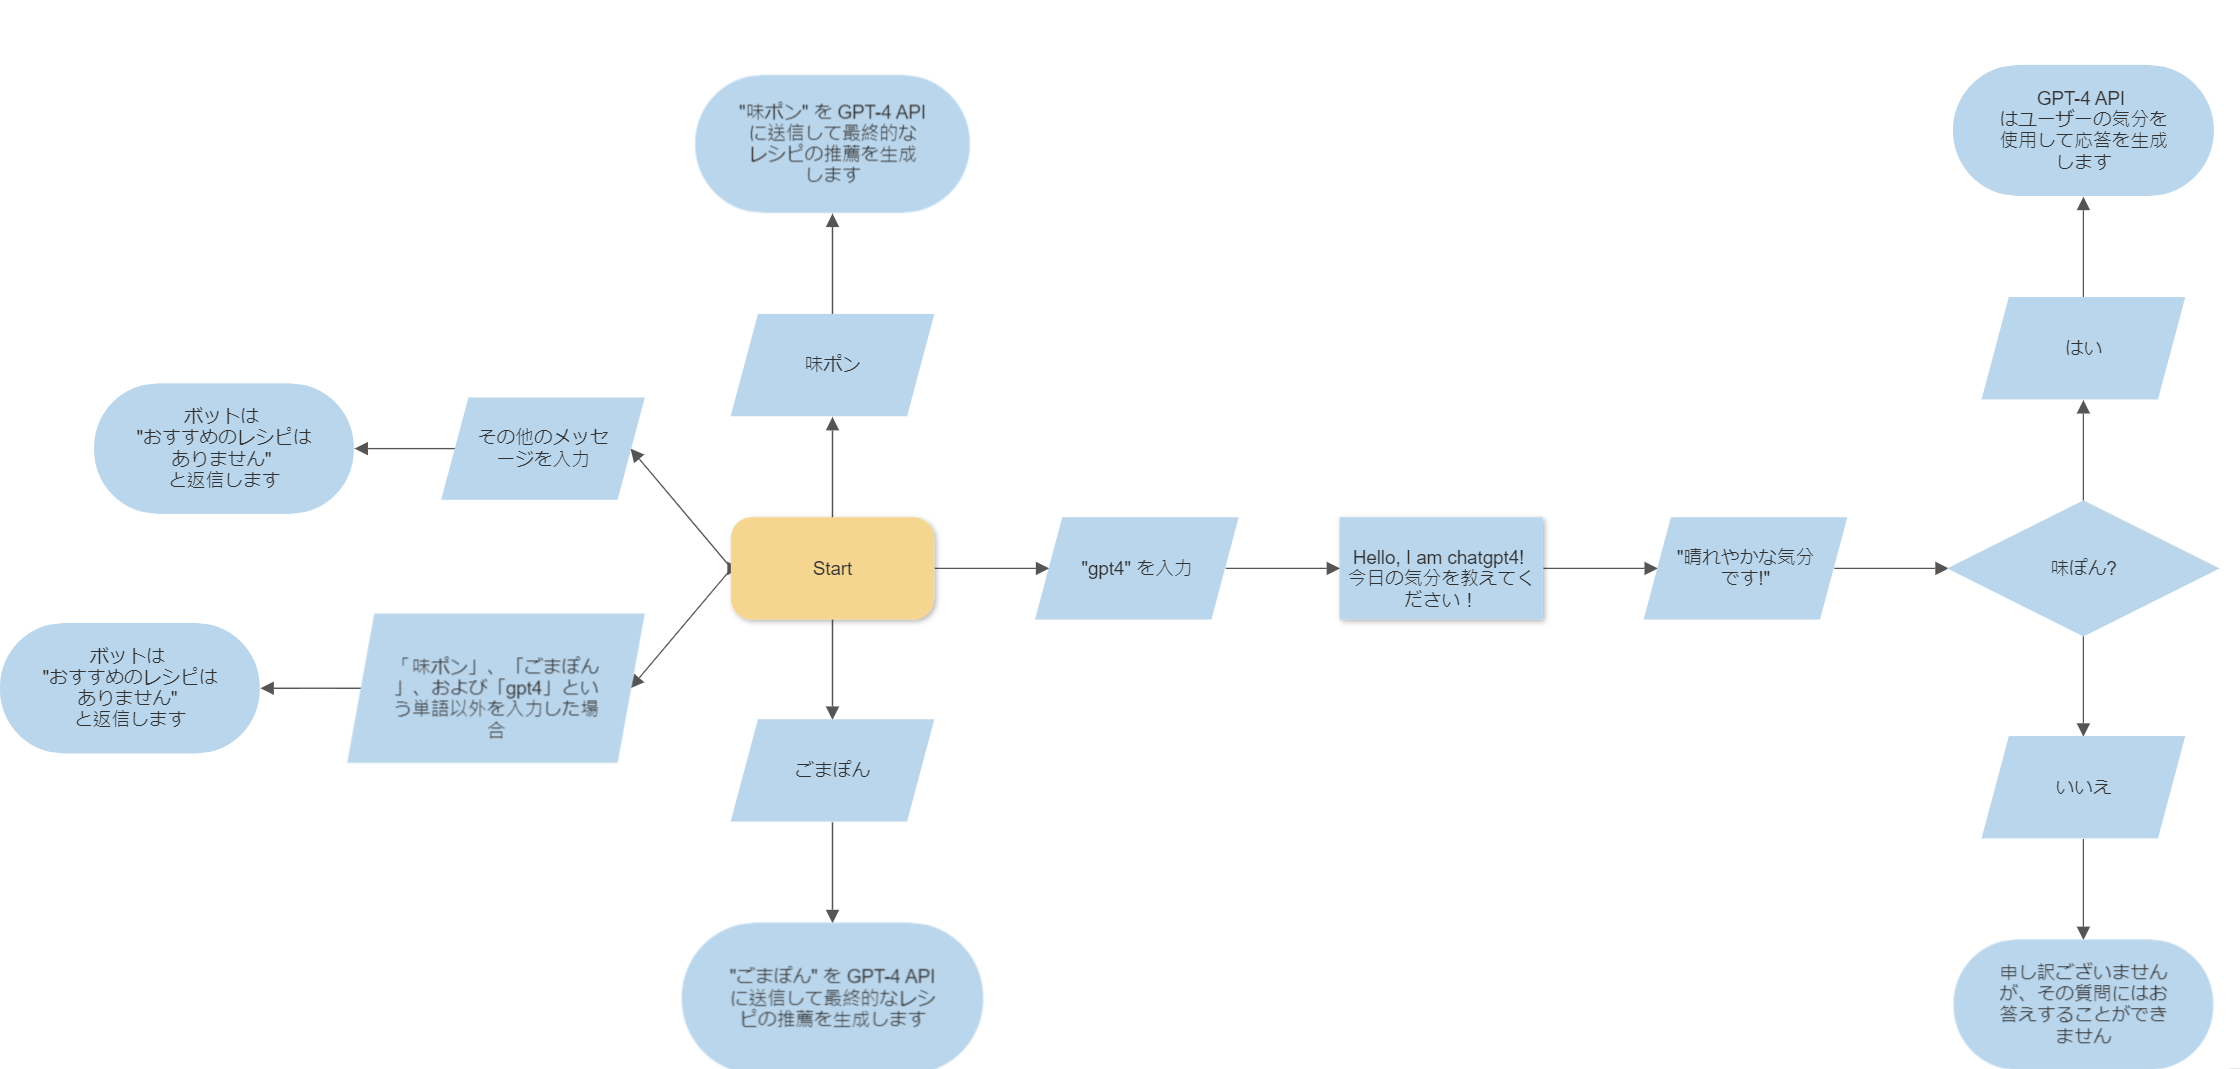 "味ポン" を GPT-4 API
に送信して最終的な
レシピの推薦を生成
します
GPT-4 API
はユーザーの気分を
使用して応答を生成
します
味ポン
はい
ボットは
"おすすめのレシピは
ありません"
と返信します
その他のメッセ
ージを入力
Start
"gpt4" を入力
Hello, I am chatgpt4!
今日の気分を教えてく
ださい！
"晴れやかな気分
です!"
味ぽん?
ボットは
"おすすめのレシピは
ありません"
と返信します
「 味ポン」、「ごまぽん
」、および「gpt4」とい
う単語以外を入力した場
合
ごまぽん
いいえ
"ごまぽん" を GPT-4 API
に送信して最終的なレシ
ピの推薦を生成します
申し訳ございません
が、その質問にはお
答えすることができ
ません